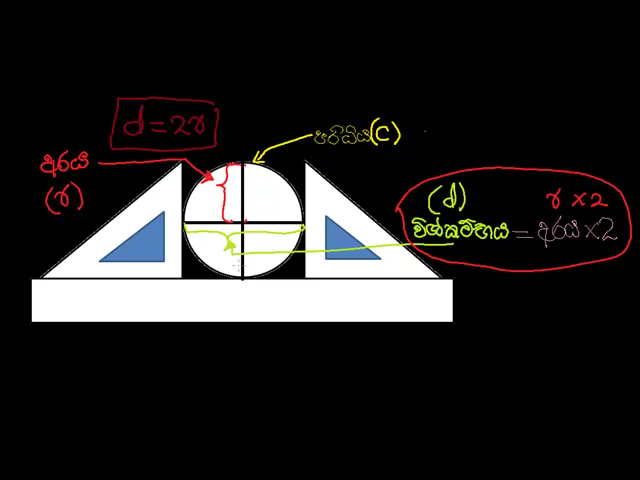 d = 2r
පරිධිය(C)
අරය
(r)
(d)
r × 2
විශ්කම්භය = අරය × 2